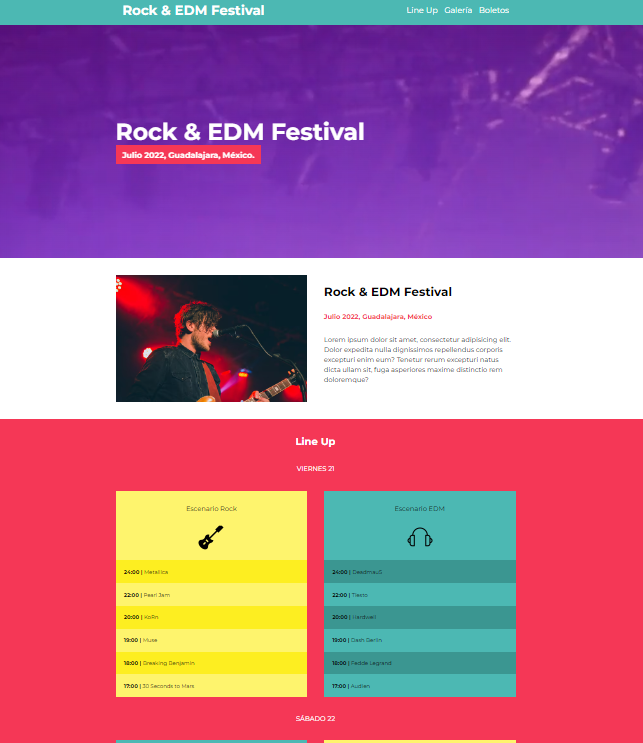 Rock & EDM Festival
Line Up Galería Boletos
Rock & EDM Festival
Julio 2022, Guadalajara, México.
Rock & EDM Festival
Julio 2022, Guadalajara, México
Lorem ipsum dolor sit amet, consectetur adipisicing elit.
Dolor expedita nulla dignissimos repellendus corporis
excepturi enim eum? Tenetur rerum excepturi natus
dicta ullam sit, fuga asperiores maxime distinctio rem
doloremque?
Line Up
VIERNES 21
Escenario Rock
24:00 | Metallica
22:00 | Pearl Jam
20:00 | KoRn
19:00 | Muse
18:00 | Breaking Benjamin
17:00 | 30 Seconds to Mars
Escenario EDM
24:00 | Deadmau5
22:00 | Tiesto
20:00 | Hardwell
19:00 | Dash Berlin
18:00 | Fedde Legrand
17:00 | Audien
SÁBADO 22